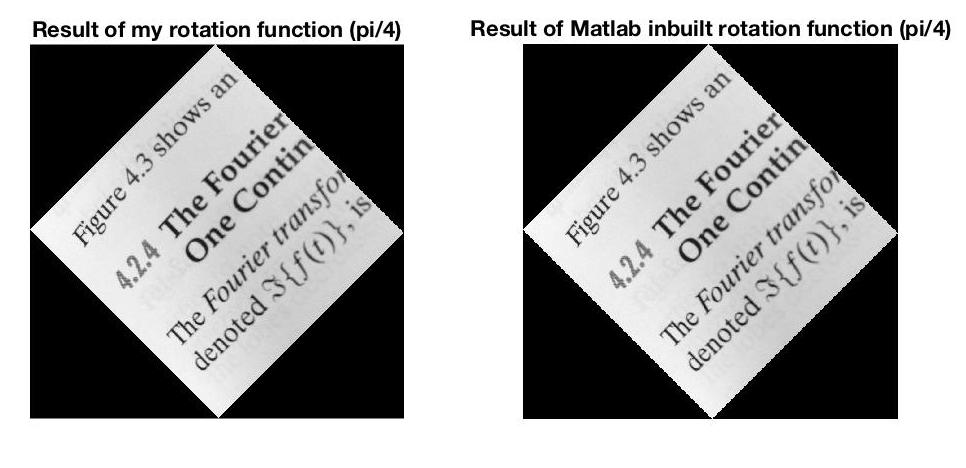 Result of my rotation function (pi/4)
Figure 4.3 shows an
4.2.4 The Fourier
One Contin
The Fourier transfor
denoted ℑ{f(t)}, is
Result of Matlab inbuilt rotation function (pi/4)
Figure 4.3 shows an
4.2.4 The Fourier
One Contin
The Fourier transfor
denoted ℑ{f(t)}, is